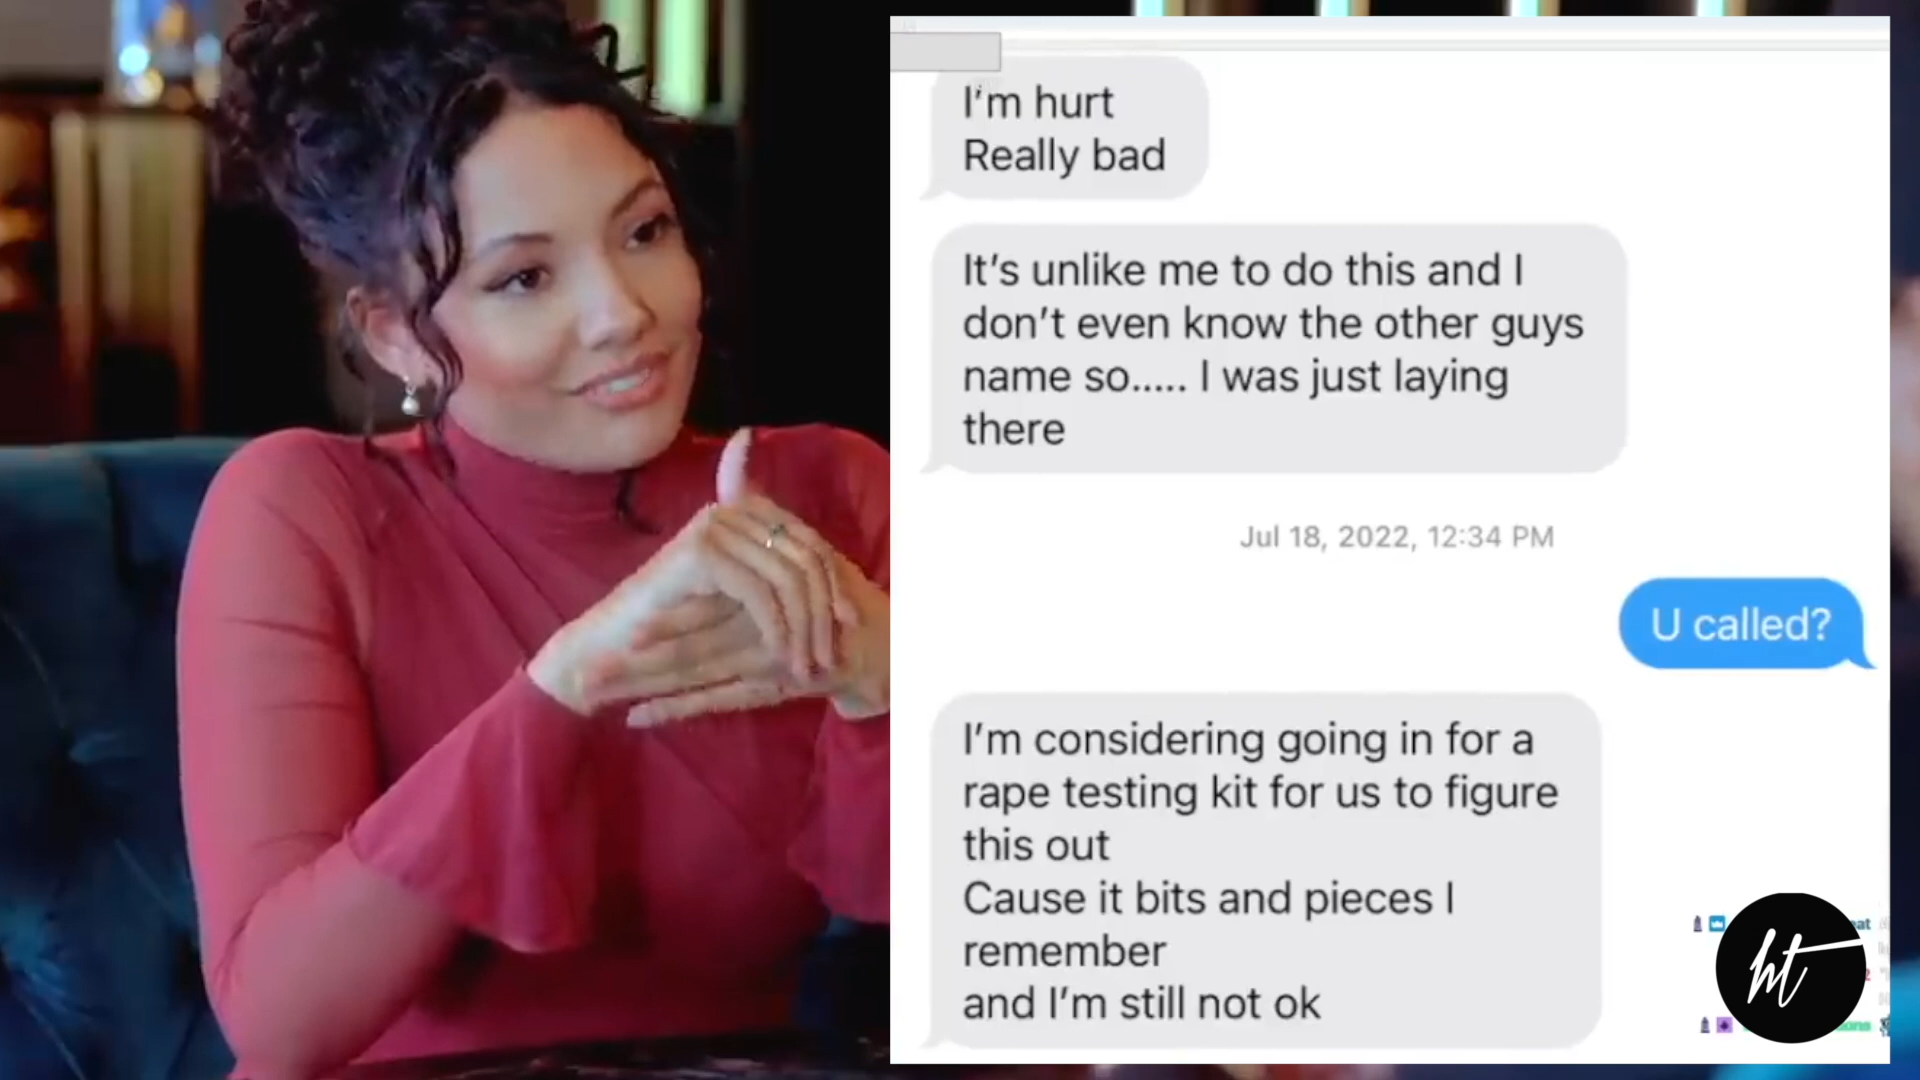 I'm hurt
Really bad
It's unlike me to do this and I
don't even know the other guys
name so..... I was just laying
there
Jul 18, 2022, 12:34 PM
U called?
I'm considering going in for a
rape testing kit for us to figure
this out
Cause it bits and pieces I
remember
and I'm still not ok
ht